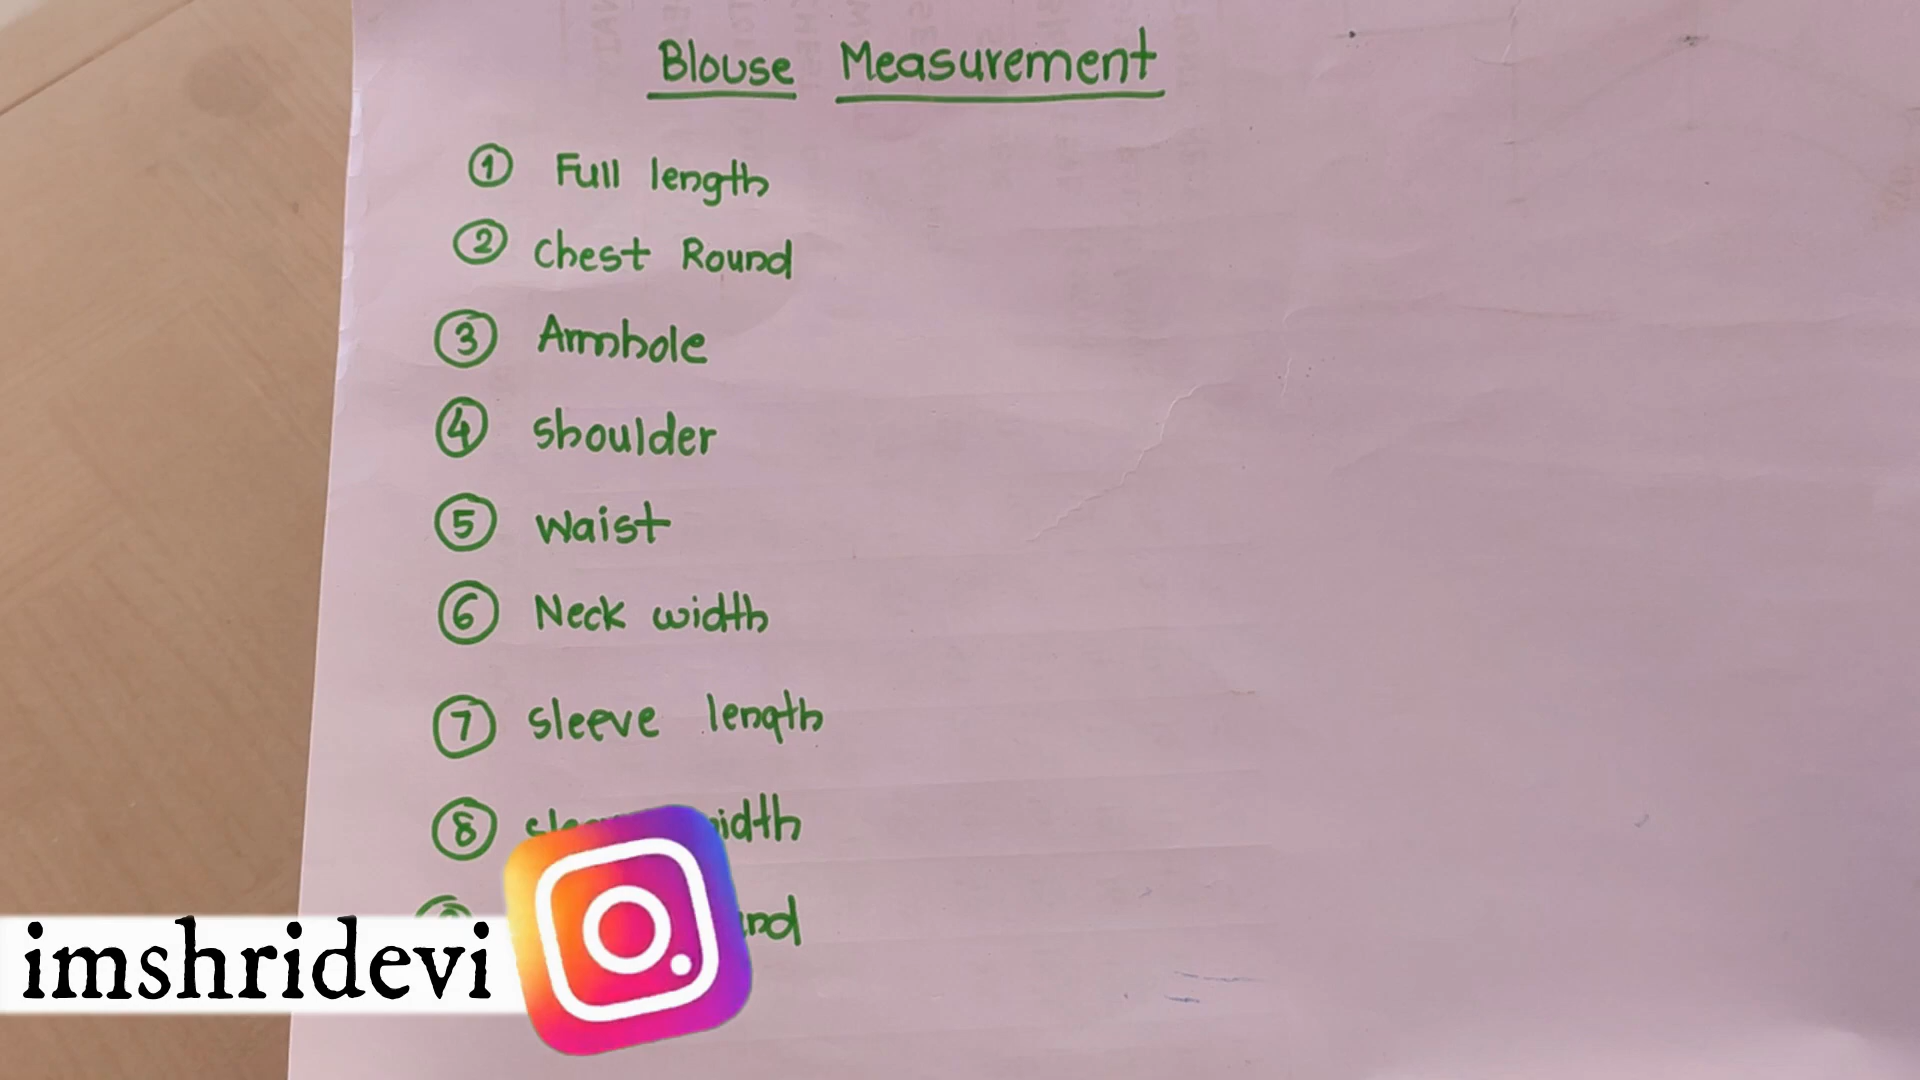 Blouse Measurement
1 Full length
2 Chest Round
3 Armhole
4 shoulder
5 waist
6 Neck width
7 sleeve length
8
imshridevi